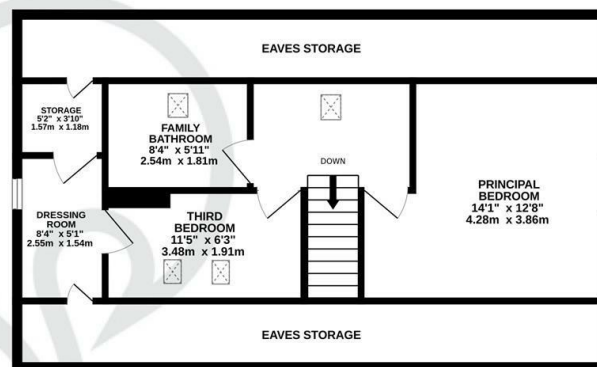 EAVES STORAGE
STORAGE
5'2" x 3'10"
1.57m x 1.18m
FAMILY
BATHROOM
8'4" x 5'11"
2.54m x 1.81m
DOWN
PRINCIPAL
BEDROOM
14'1" x 12'8"
4.28m x 3.86m
DRESSING
ROOM
8'4" x 5'1"
2.55m x 1.54m
THIRD
BEDROOM
11'5" x 6'3"
3.48m x 1.91m
EAVES STORAGE